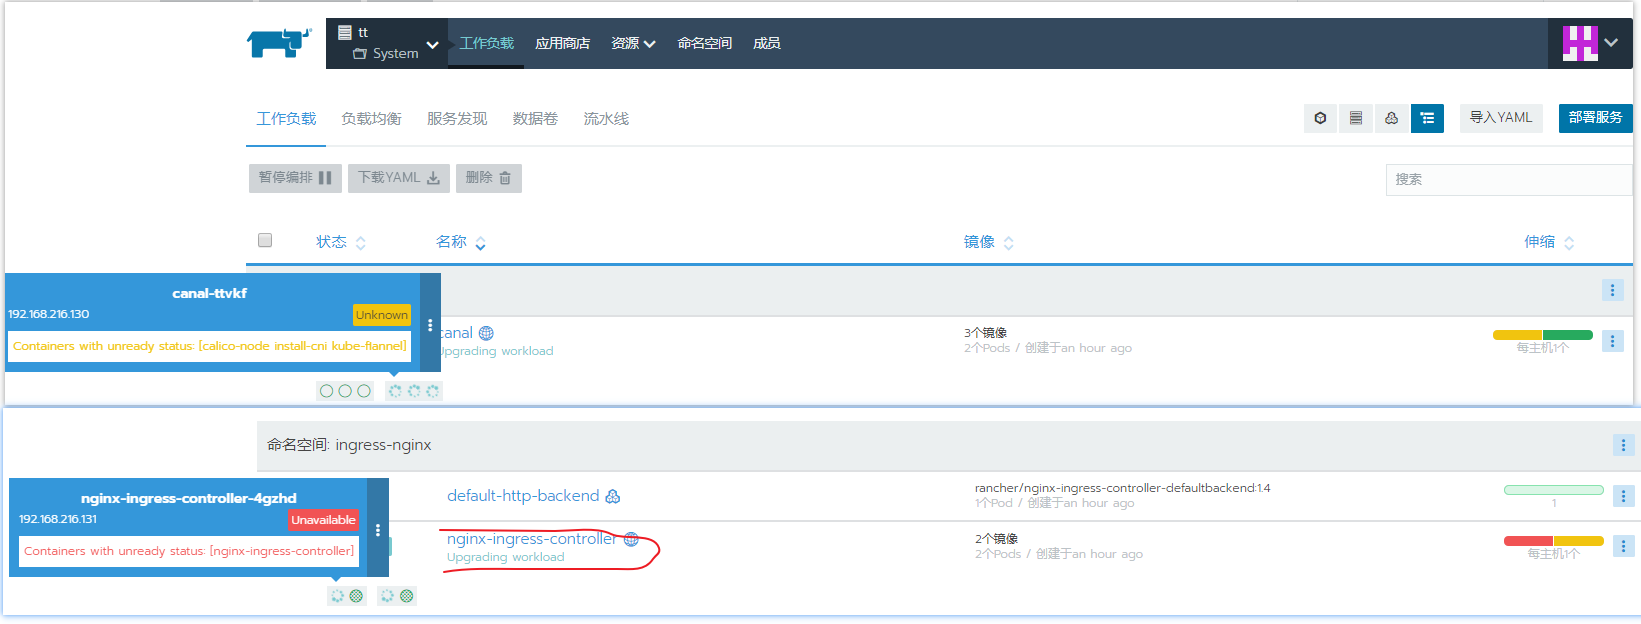 tt
System
工作负载 应用商店 资源 命名空间 成员
工作负载 负载均衡 服务发现 数据卷 流水线
导入YAML 部署服务
暂停编排 下载YAML 删除
搜索
状态 名称 镜像 伸缩
canal-ttvkf
192.168.216.130 Unknown
Containers with unready status: [calico-node install-cni kube-flannel]
canal
Upgrading workload
3个镜像
2个Pods / 创建于an hour ago
每主机1个
命名空间: ingress-nginx
nginx-ingress-controller-4gzhd
192.168.216.131 Unavailable
Containers with unready status: [nginx-ingress-controller]
default-http-backend
rancher/nginx-ingress-controller-defaultbackend:1.4
1个Pod / 创建于an hour ago
1
nginx-ingress-controller
Upgrading workload
2个镜像
2个Pods / 创建于an hour ago
每主机1个